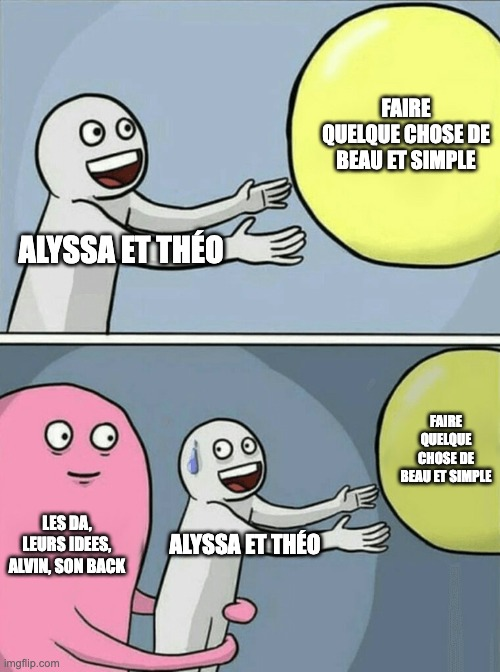 FAIRE
QUELQUE CHOSE DE
BEAU ET SIMPLE
ALYSSA ET THÉO
FAIRE
QUELQUE
CHOSE DE
BEAU ET SIMPLE
LES DA,
LEURS IDEES,
ALVIN, SON BACK
ALYSSA ET THÉO
imgflip.com